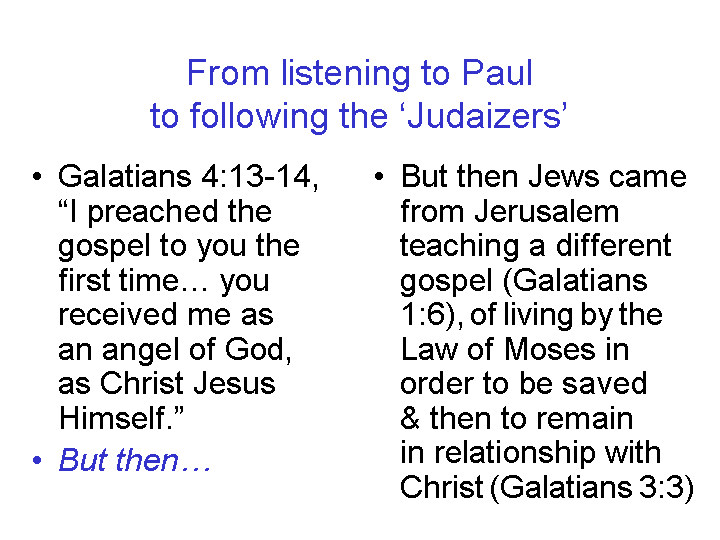 From listening to Paul
to following the ‘Judaizers’
• Galatians 4:13-14,
“I preached the
gospel to you the
first time… you
received me as
an angel of God,
as Christ Jesus
Himself.”
• But then…
• But then Jews came
from Jerusalem
teaching a different
gospel (Galatians
1:6), of living by the
Law of Moses in
order to be saved
& then to remain
in relationship with
Christ (Galatians 3:3)